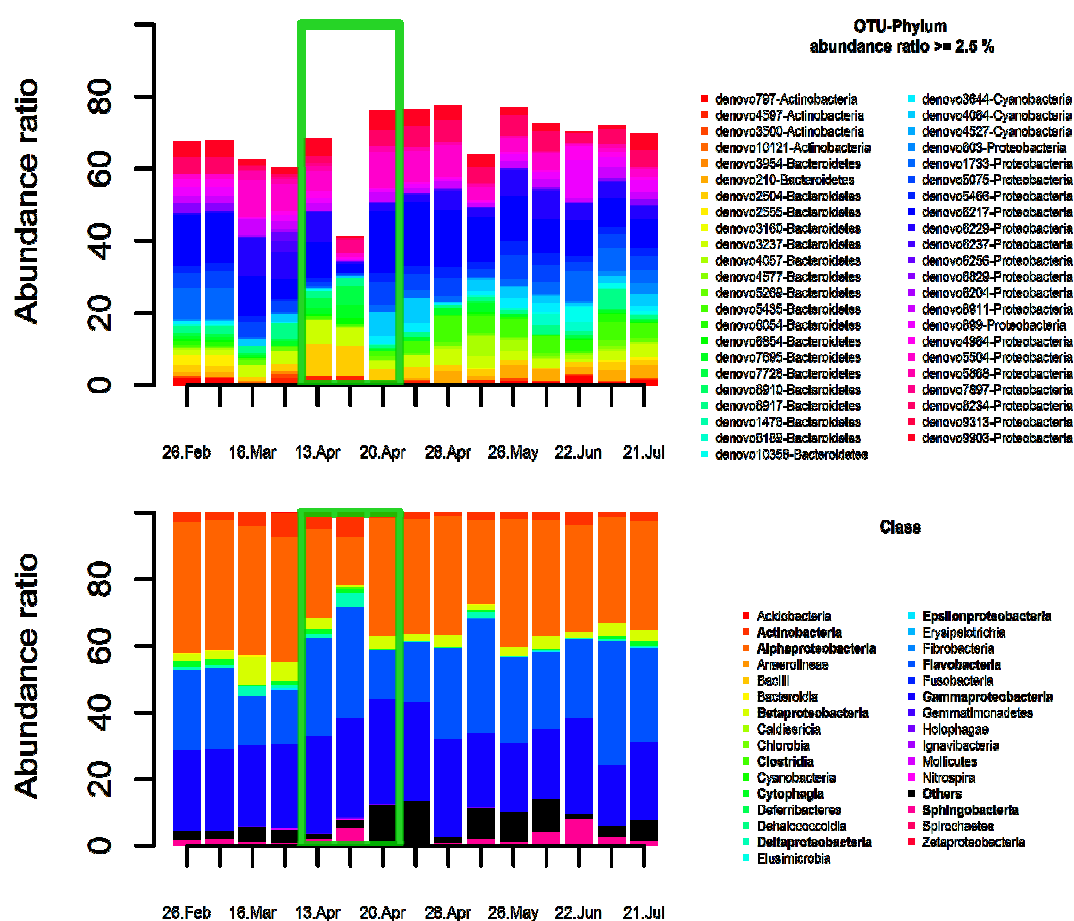 OTU-Phylum
abundance ratio >= 2.5 %
Abundance ratio
80
60
40
20
0
26.Feb 16.Mar 13.Apr 20.Apr 28.Apr 26.May 22.Jun 21.Jul
denovo797-Actinobacteria
denovo4597-Actinobacteria
denovo3500-Actinobacteria
denovo10121-Actinobacteria
denovo3954-Bacteroidetes
denovo210-Bacteroidetes
denovo2504-Bacteroidetes
denovo2555-Bacteroidetes
denovo3160-Bacteroidetes
denovo3237-Bacteroidetes
denovo4057-Bacteroidetes
denovo4577-Bacteroidetes
denovo5269-Bacteroidetes
denovo5435-Bacteroidetes
denovo6054-Bacteroidetes
denovo6854-Bacteroidetes
denovo7695-Bacteroidetes
denovo7728-Bacteroidetes
denovo8910-Bacteroidetes
denovo8917-Bacteroidetes
denovo1473-Bacteroidetes
denovo10358-Bacteroidetes
denovo3644-Cyanobacteria
denovo4064-Cyanobacteria
denovo4527-Cyanobacteria
denovo603-Proteobacteria
denovo1733-Proteobacteria
denovo5075-Proteobacteria
denovo5463-Proteobacteria
denovo6217-Proteobacteria
denovo6229-Proteobacteria
denovo6237-Proteobacteria
denovo6256-Proteobacteria
denovo6829-Proteobacteria
denovo8204-Proteobacteria
denovo8911-Proteobacteria
denovo899-Proteobacteria
denovo4984-Proteobacteria
denovo5504-Proteobacteria
denovo5868-Proteobacteria
denovo7897-Proteobacteria
denovo8234-Proteobacteria
denovo9313-Proteobacteria
denovo9903-Proteobacteria
Class
Abundance ratio
80
60
40
20
0
26.Feb 16.Mar 13.Apr 20.Apr 28.Apr 26.May 22.Jun 21.Jul
Acidobacteria
Actinobacteria
Alphaproteobacteria
Anaerolineae
Bacilli
Bacteroidia
Betaproteobacteria
Caldisericia
Chlorobia
Clostridia
Cyanobacteria
Cytophagia
Deferribacteres
Dehalococcoidia
Deltaproteobacteria
Elusimicrobia
Epsilonproteobacteria
Erysipelotrichia
Fibrobacteria
Flavobacteria
Fusobacteria
Gammaproteobacteria
Gemmatimonadetes
Holophagae
Ignavibacteria
Mollicutes
Nitrospira
Others
Sphingobacteria
Spirochaetes
Zetaproteobacteria